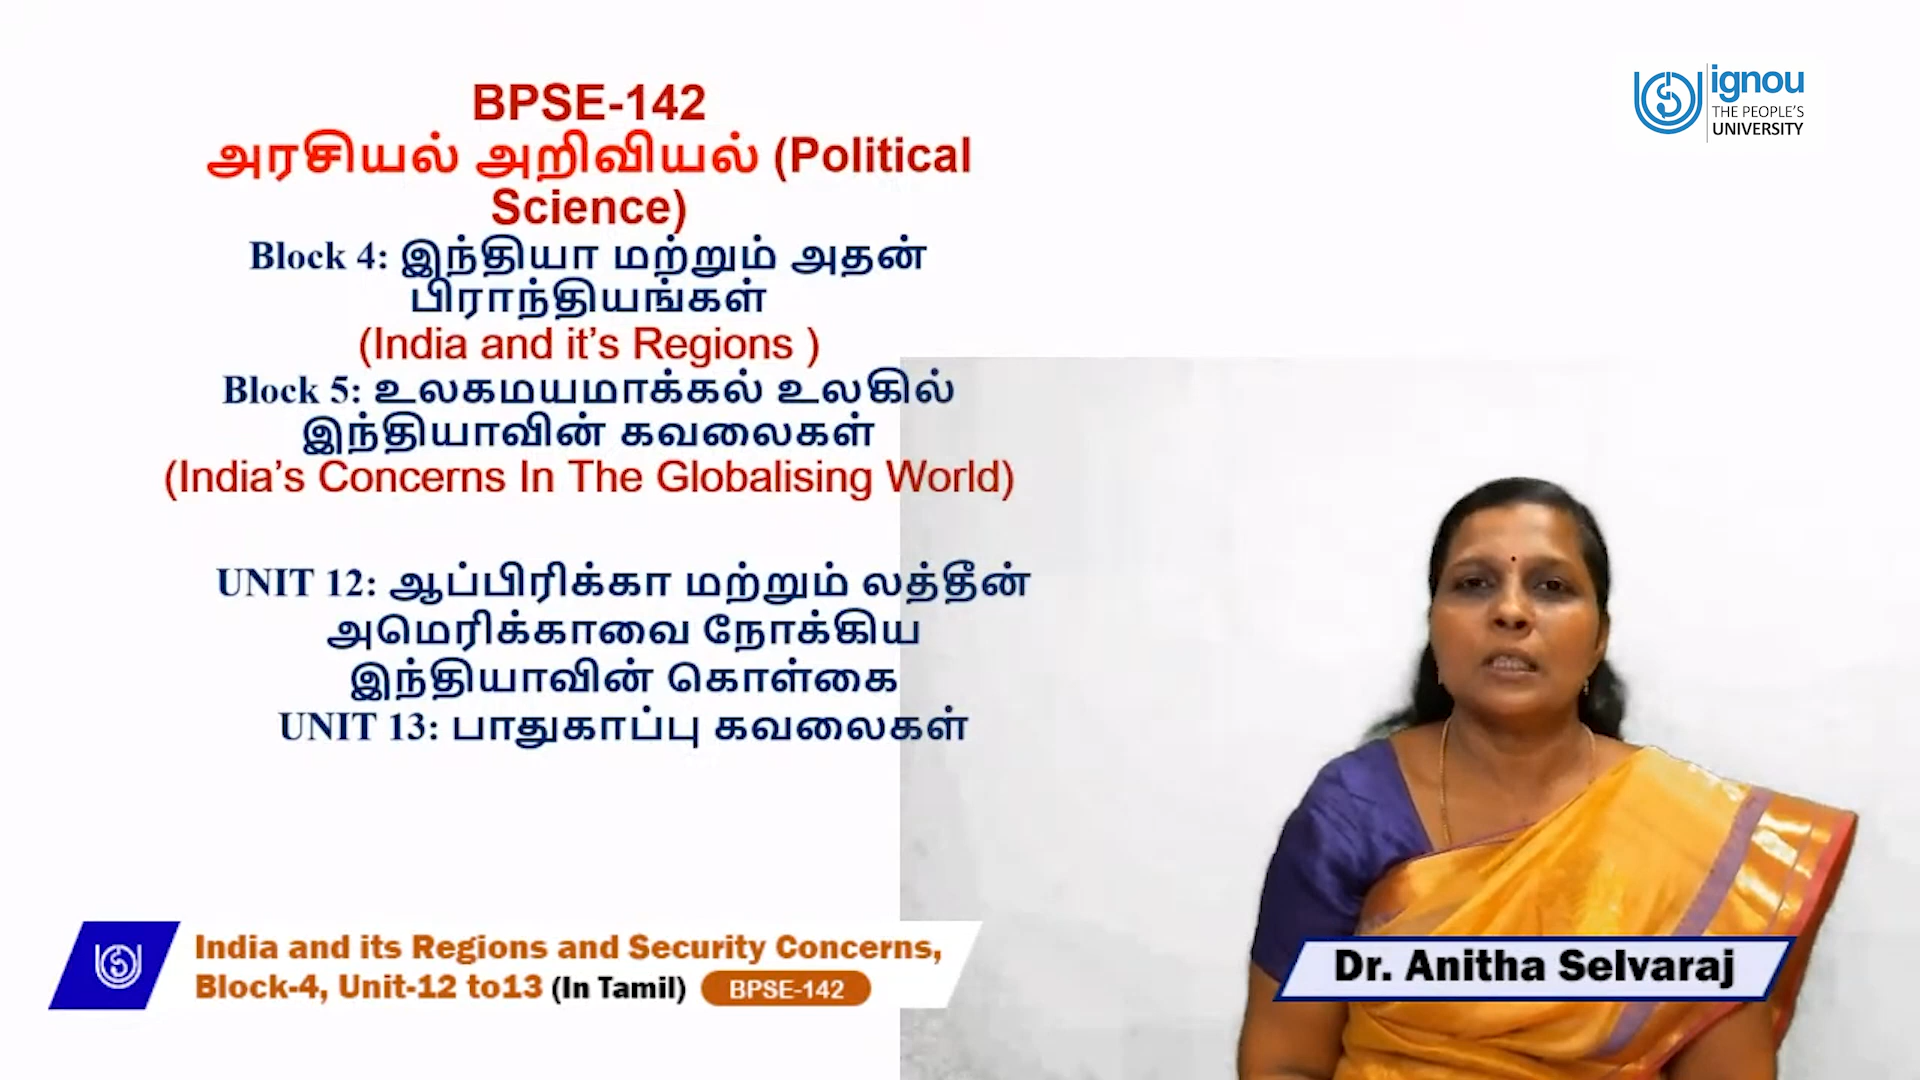 ignou
THE PEOPLE'S
UNIVERSITY
BPSE-142
அரசியல் அறிவியல் (Political
Science)
Block 4: இந்தியா மற்றும் அதன்
பிராந்தியங்கள்
(India and it’s Regions )
Block 5: உலகமயமாக்கல் உலகில்
இந்தியாவின் கவலைகள்
(India’s Concerns In The Globalising World)
UNIT 12: ஆப்பிரிக்கா மற்றும் லத்தீன்
அமெரிக்காவை நோக்கிய
இந்தியாவின் கொள்கை
UNIT 13: பாதுகாப்பு கவலைகள்
India and its Regions and Security Concerns,
Block-4, Unit-12 to13 (In Tamil) BPSE-142
Dr. Anitha Selvaraj